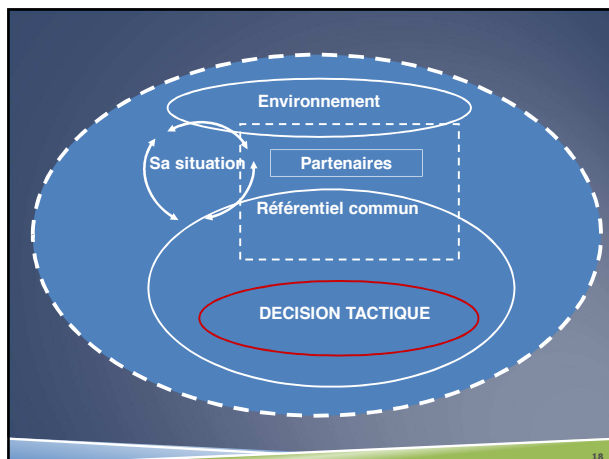 Environnement
Sa situation
Partenaires
Référentiel commun
DECISION TACTIQUE
18